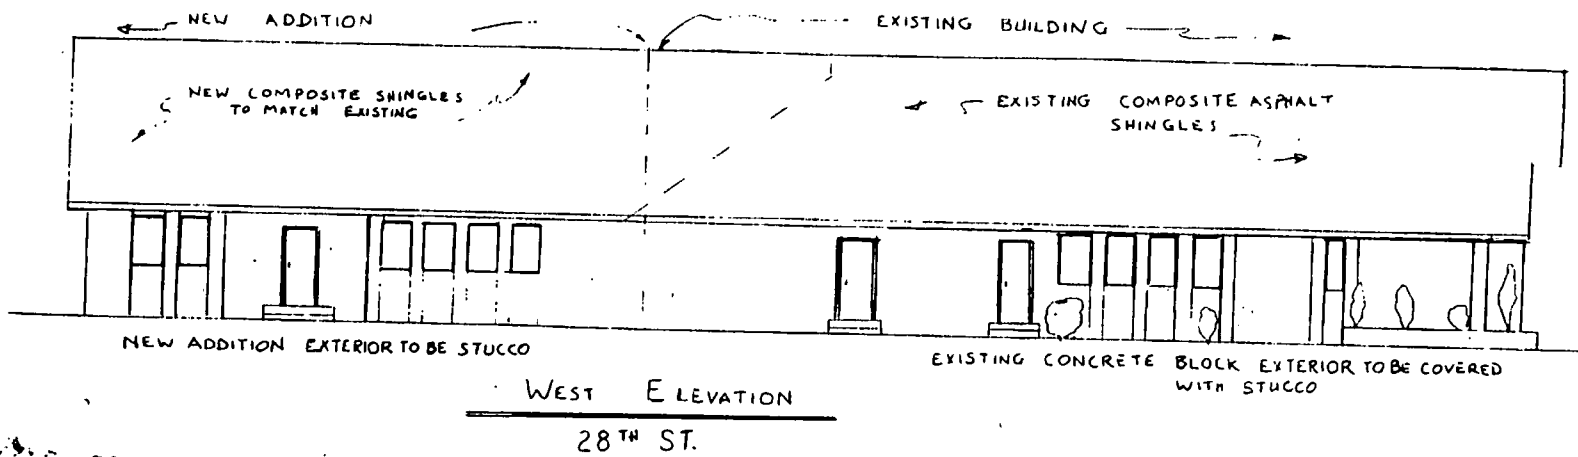 NEW ADDITION
EXISTING BUILDING
NEW COMPOSITE SHINGLES
TO MATCH EXISTING
EXISTING COMPOSITE ASPHALT
SHINGLES
NEW ADDITION EXTERIOR TO BE STUCCO
EXISTING CONCRETE BLOCK EXTERIOR TO BE COVERED
WITH STUCCO
WEST ELEVATION
28TH ST.